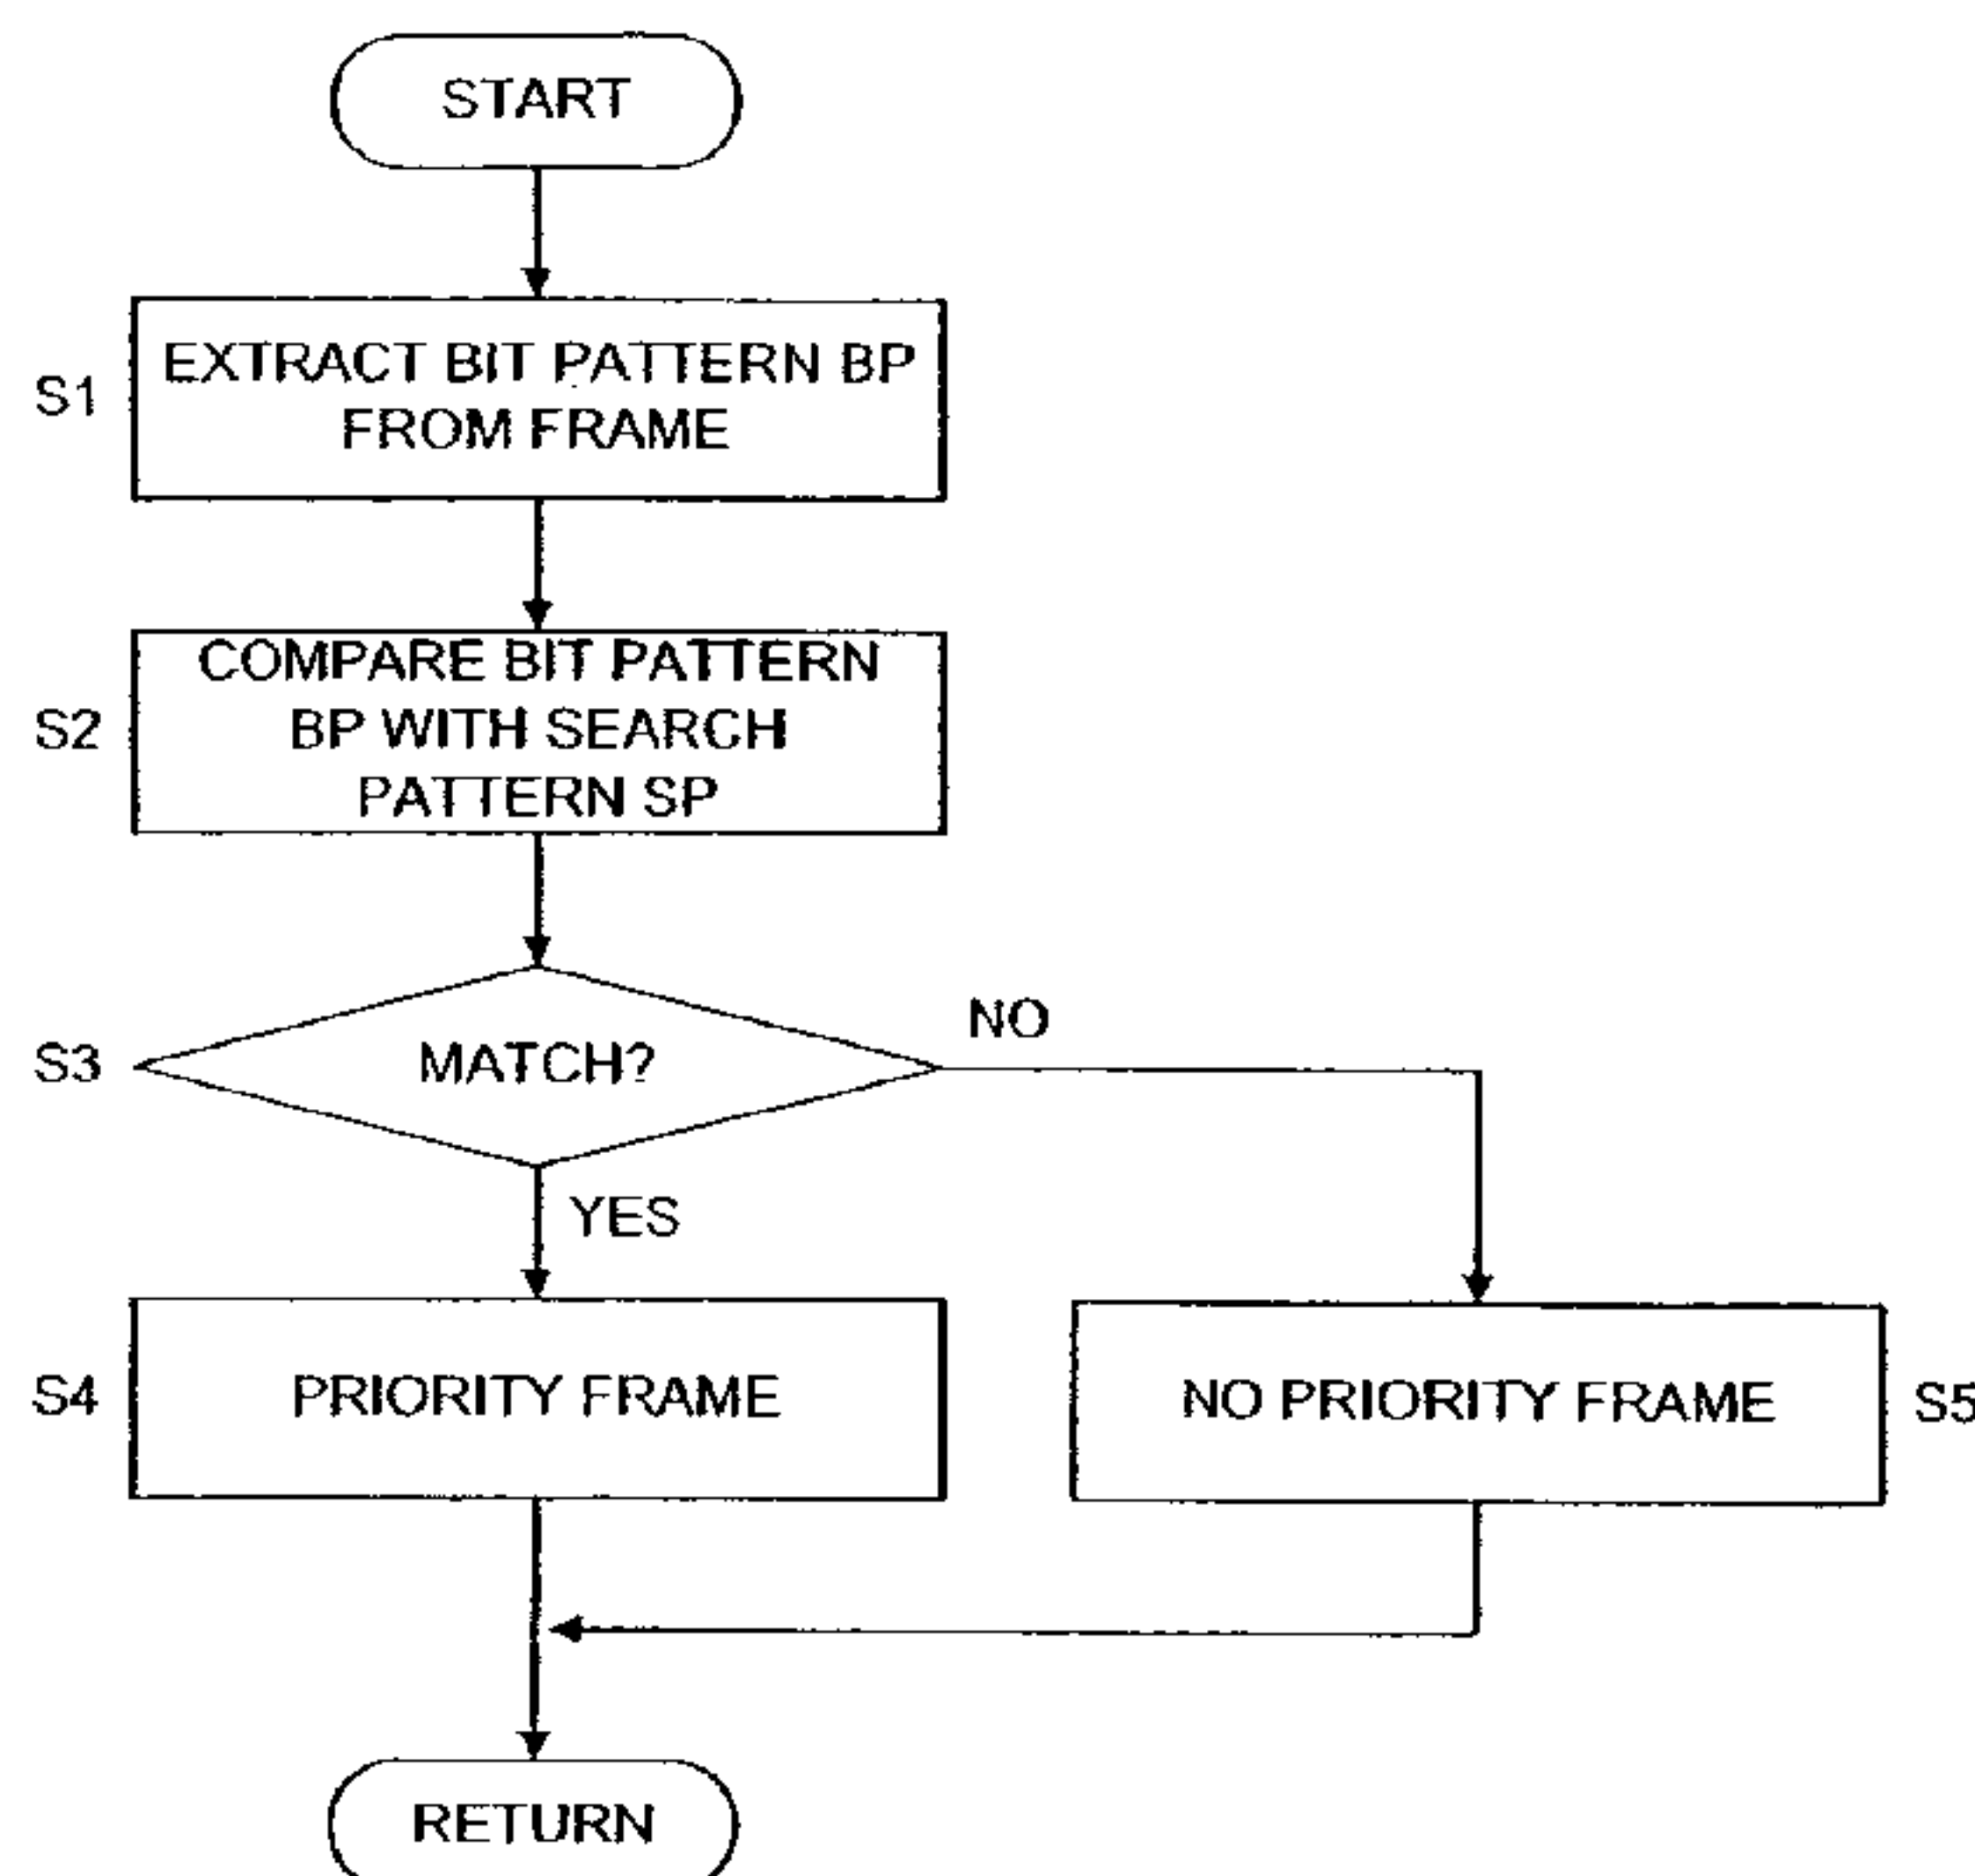 START
S1
EXTRACT BIT PATTERN BP
FROM FRAME
S2
COMPARE BIT PATTERN
BP WITH SEARCH
PATTERN SP
S3
MATCH?
NO
YES
S4
PRIORITY FRAME
NO PRIORITY FRAME
S5
RETURN